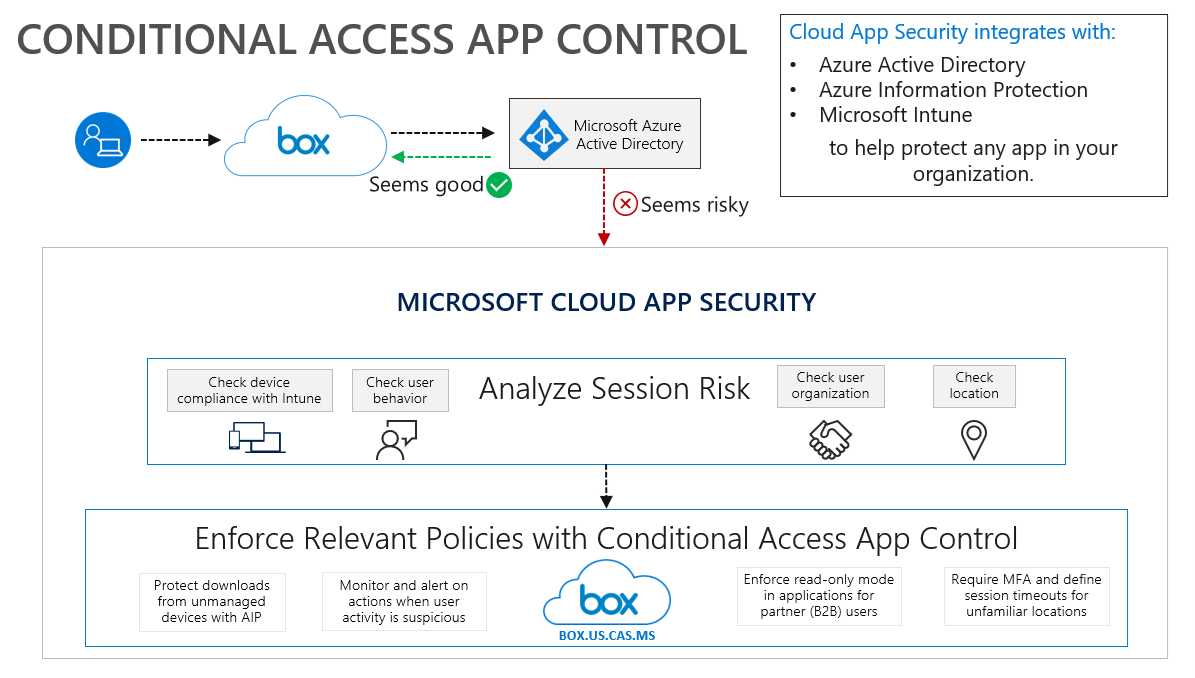 CONDITIONAL ACCESS APP CONTROL
Cloud App Security integrates with:
• Azure Active Directory
• Azure Information Protection
• Microsoft Intune
to help protect any app in your
organization.
box
Microsoft Azure
Active Directory
Seems good
Seems risky
MICROSOFT CLOUD APP SECURITY
Analyze Session Risk
Check device
compliance with Intune
Check user
behavior
Check user
organization
Check
location
Enforce Relevant Policies with Conditional Access App Control
Protect downloads
from unmanaged
devices with AIP
Monitor and alert on
actions when user
activity is suspicious
box
BOX.US.CAS.MS
Enforce read-only mode
in applications for
partner (B2B) users
Require MFA and define
session timeouts for
unfamiliar locations